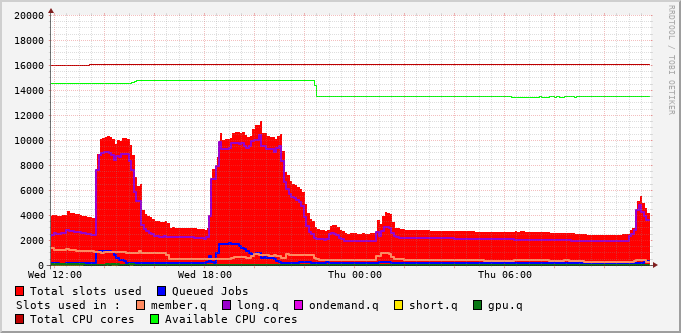 20000
18000
16000
14000
12000
10000
8000
6000
4000
2000
0
Wed 12:00 Wed 18:00 Thu 00:00 Thu 06:00
RRDTOOL / TOBI OETIKER
Total slots used Queued Jobs
Slots used in : member.q long.q ondemand.q short.q gpu.q
Total CPU cores Available CPU cores